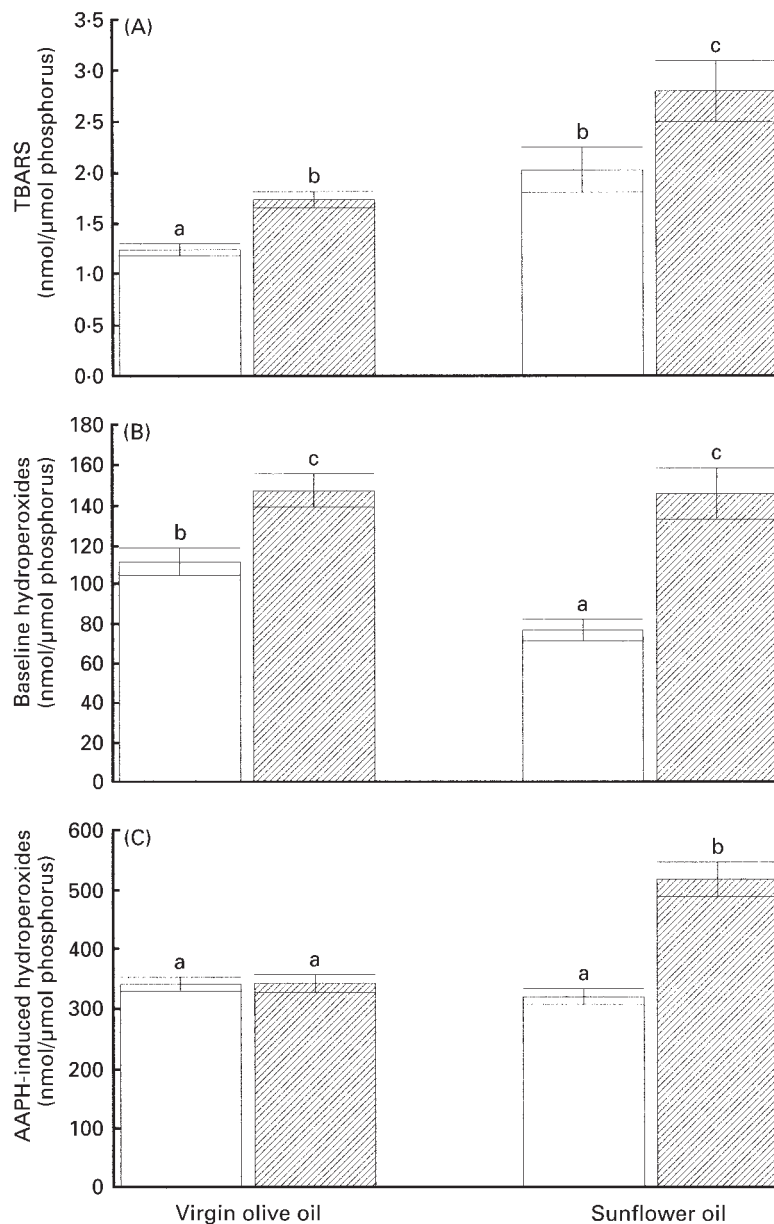 (A)
TBARS
(nmol/µmol phosphorus)
3·5
3·0
2·5
2·0
1·5
1·0
0·5
0·0
a
b
b
c
(B)
Baseline hydroperoxides
(nmol/µmol phosphorus)
180
160
140
120
100
80
60
40
20
0
b
c
a
c
(C)
AAPH-induced hydroperoxides
(nmol/µmol phosphorus)
600
500
400
300
200
100
0
a
a
a
b
Virgin olive oil
Sunflower oil